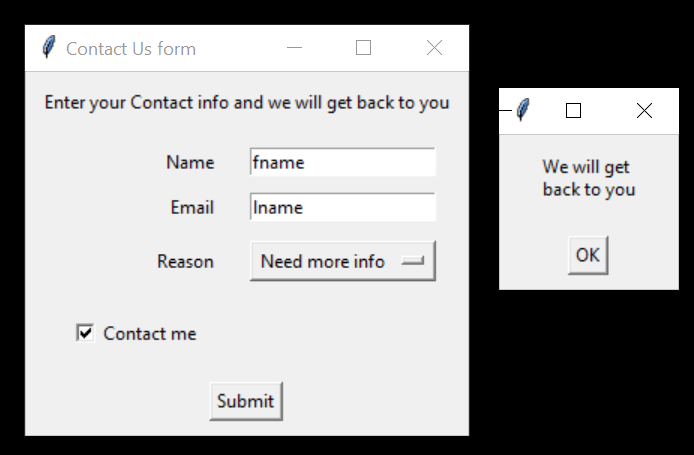 Contact Us form
Enter your Contact info and we will get back to you
Name fname
Email lname
Reason Need more info
Contact me
Submit
We will get
back to you
OK